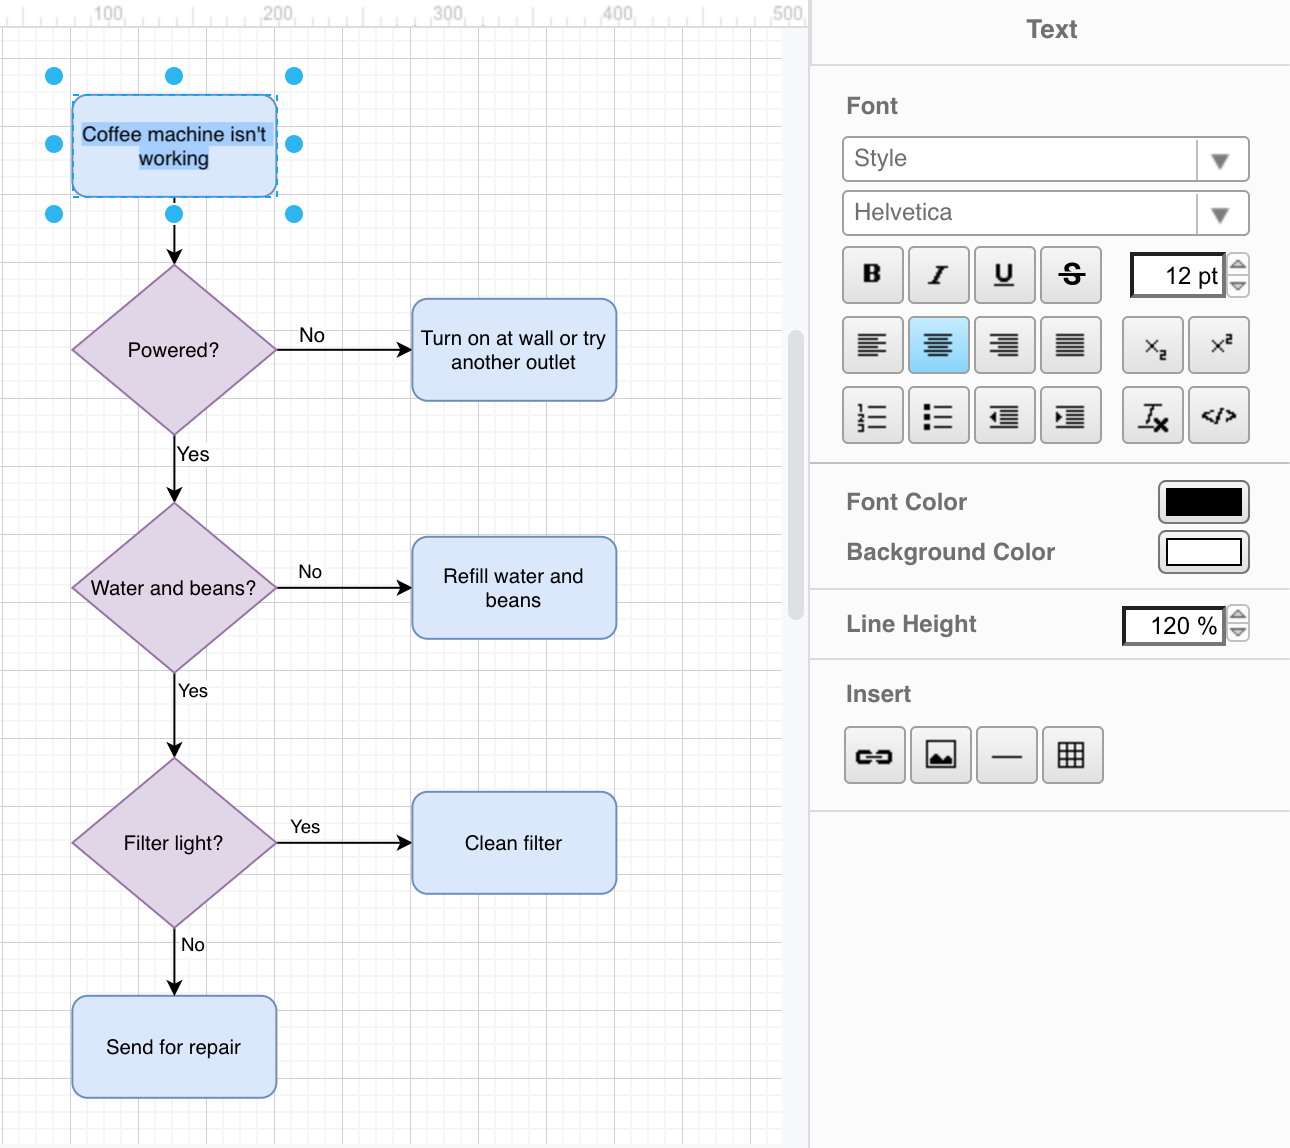 100 200 300 400 500
Text
Font
Style
Helvetica
B I U S 12 pt
Font Color
Background Color
Line Height 120 %
Insert
Coffee machine isn't
working
Powered?
No
Turn on at wall or try
another outlet
Yes
Water and beans?
No
Refill water and
beans
Yes
Filter light?
Yes
Clean filter
No
Send for repair